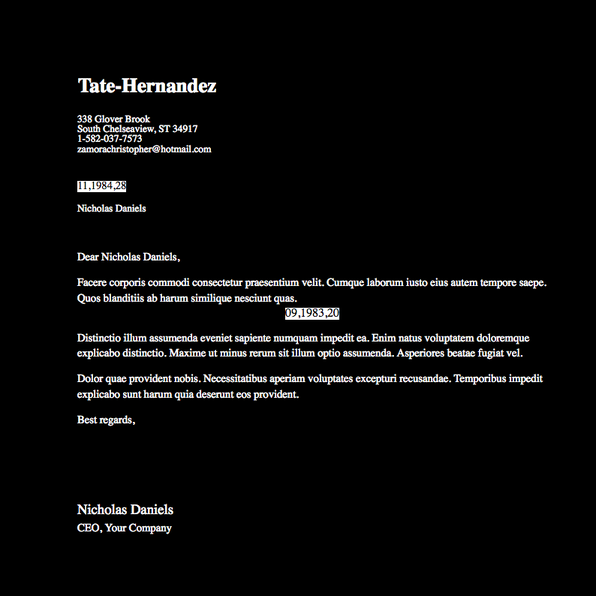 Tate-Hernandez
338 Glover Brook
South Chelseaview, ST 34917
1-582-037-7573
zamorachristopher@hotmail.com
11,1984,28
Nicholas Daniels
Dear Nicholas Daniels,
Facere corporis commodi consectetur praesentium velit. Cumque laborum iusto eius autem tempore saepe.
Quos blanditiis ab harum similique nesciunt quas.
09,1983,20
Distinctio illum assumenda eveniet sapiente numquam impedit ea. Enim natus voluptatem doloremque
explicabo distinctio. Maxime ut minus rerum sit illum optio assumenda. Asperiores beatae fugiat vel.
Dolor quae provident nobis. Necessitatibus aperiam voluptates excepturi recusandae. Temporibus impedit
explicabo sunt harum quia deserunt eos provident.
Best regards,
Nicholas Daniels
CEO, Your Company